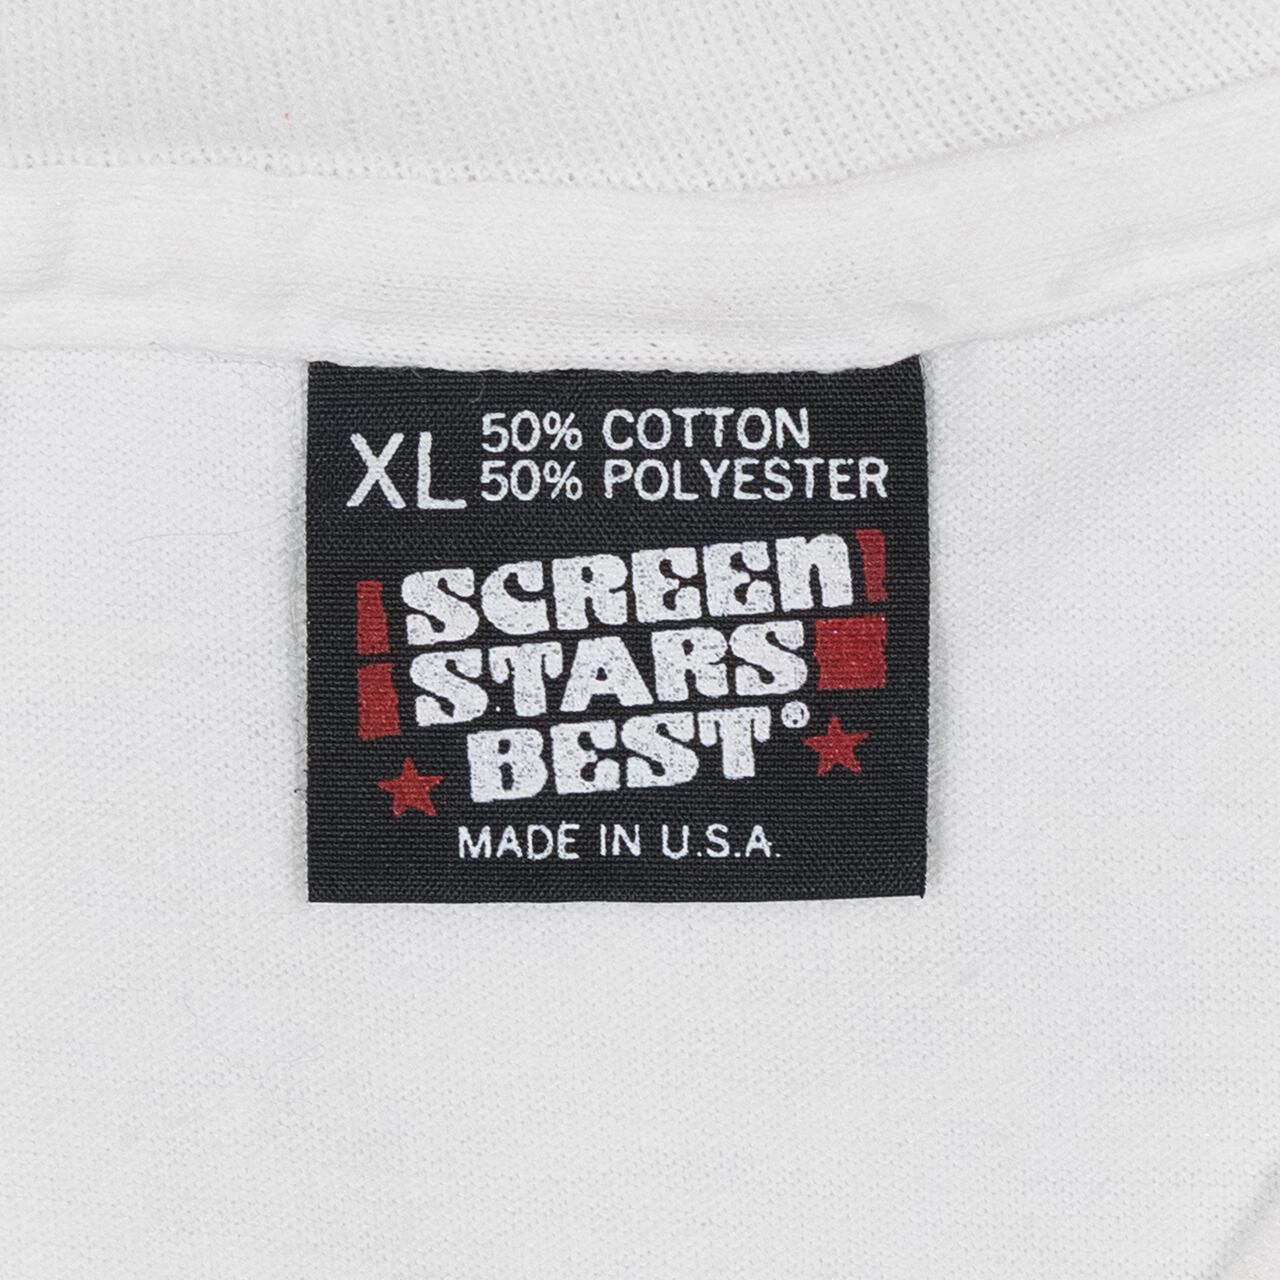 XL 50% COTTON
50% POLYESTER
SCREEN
STARS
BEST®
MADE IN U.S.A.